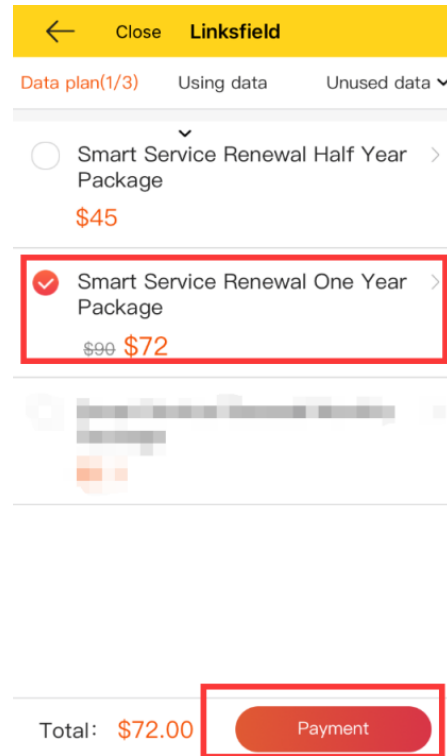 Close Linksfield
Data plan(1/3) Using data Unused data
Smart Service Renewal Half Year
Package
$45
Smart Service Renewal One Year
Package
$90 $72
Total: $72.00 Payment